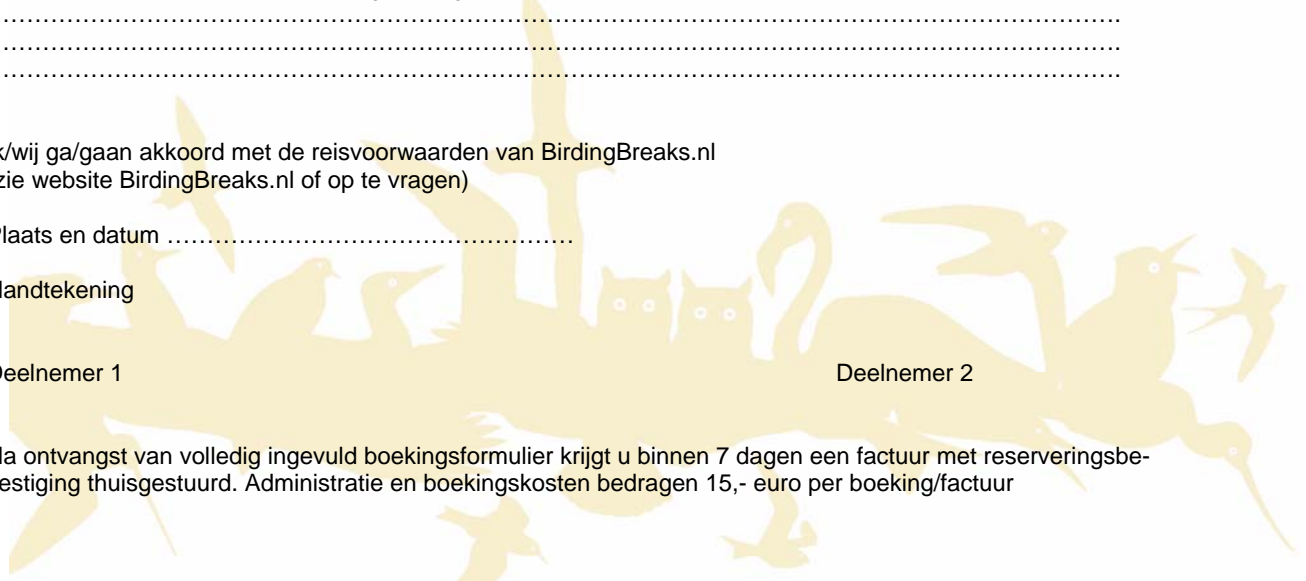 ………………………………………………………………………………………………………………………….
………………………………………………………………………………………………………………………….
………………………………………………………………………………………………………………………….
k/wij ga/gaan akkoord met de reisvoorwaarden van BirdingBreaks.nl
zie website BirdingBreaks.nl of op te vragen)
Plaats en datum ……………………………………………
Handtekening
Deelnemer 1 Deelnemer 2
Na ontvangst van volledig ingevuld boekingsformulier krijgt u binnen 7 dagen een factuur met reserveringsbe-
vestiging thuisgestuurd. Administratie en boekingskosten bedragen 15,- euro per boeking/factuur